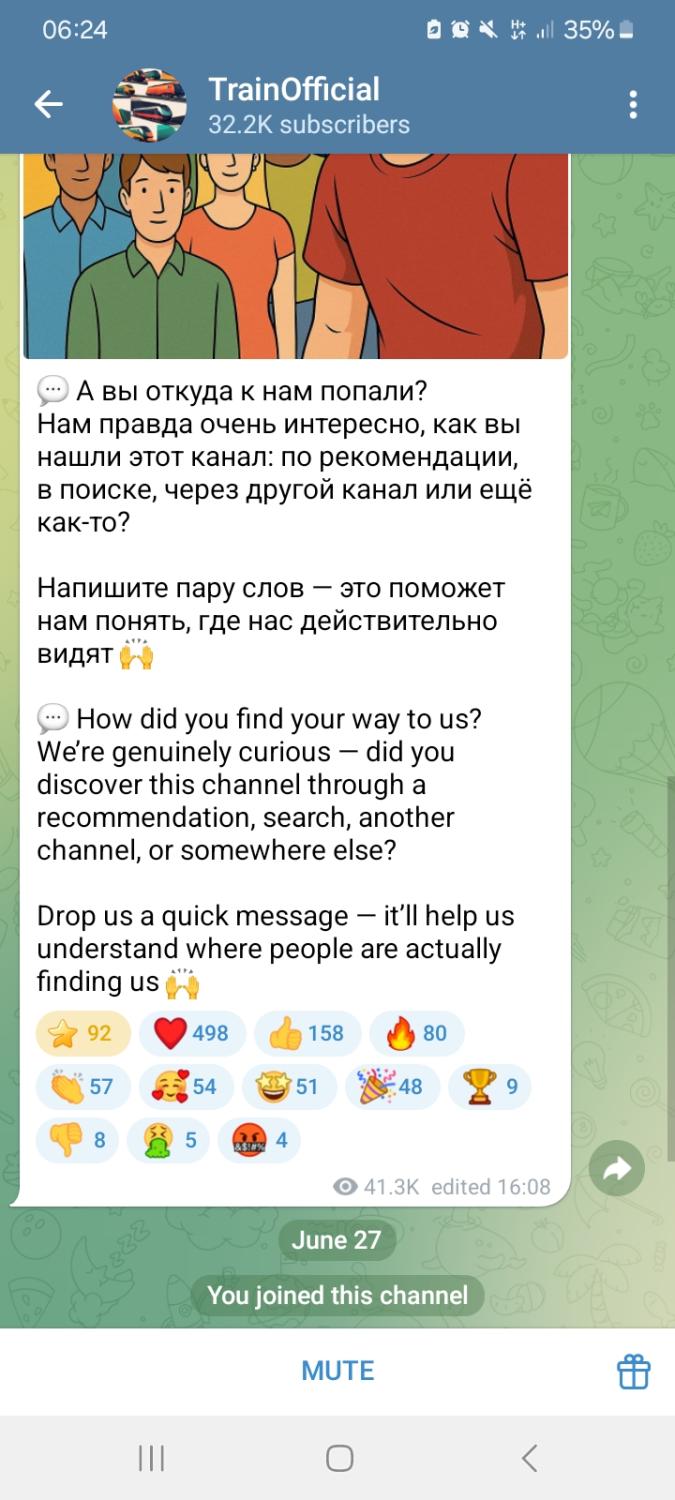 06:24
H+
35%
TrainOfficial
32.2K subscribers
💬 А вы откуда к нам попали?
Нам правда очень интересно, как вы
нашли этот канал: по рекомендации,
в поиске, через другой канал или ещё
как-то?
Напишите пару слов — это поможет
нам понять, где нас действительно
видят 🙌
💬 How did you find your way to us?
We’re genuinely curious — did you
discover this channel through a
recommendation, search, another
channel, or somewhere else?
Drop us a quick message — it’ll help us
understand where people are actually
finding us 🙌
⭐ 92 ❤️ 498 👍 158 🔥 80
👏 57 🥰 54 🤩 51 🎉 48 🏆 9
👎 8 🤮 5 🤬 4
41.3K edited 16:08
June 27
You joined this channel
MUTE